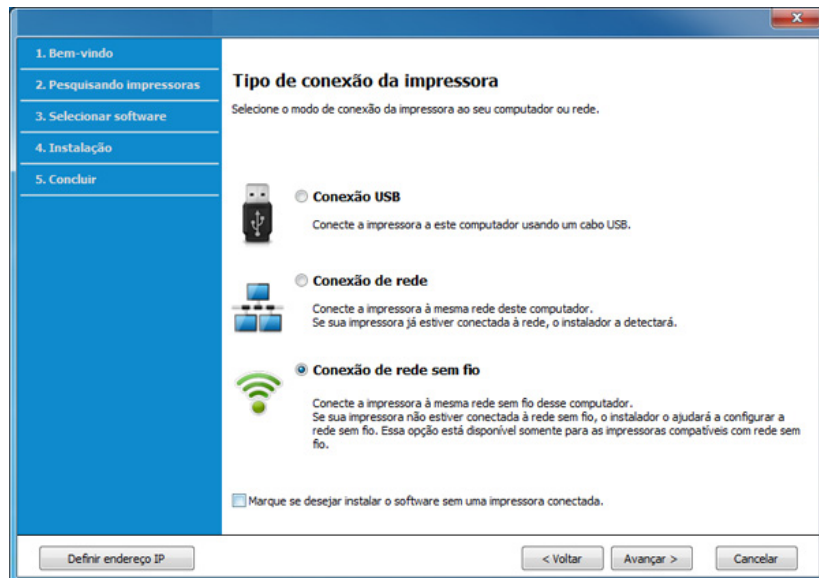 1. Bem-vindo
2. Pesquisando impressoras
3. Selecionar software
4. Instalação
5. Concluir
Tipo de conexão da impressora
Selecione o modo de conexão da impressora ao seu computador ou rede.
Conexão USB
Conecte a impressora a este computador usando um cabo USB.
Conexão de rede
Conecte a impressora à mesma rede deste computador.
Se sua impressora já estiver conectada à rede, o instalador a detectará.
Conexão de rede sem fio
Conecte a impressora à mesma rede sem fio desse computador.
Se sua impressora não estiver conectada à rede sem fio, o instalador o ajudará a configurar a
rede sem fio. Essa opção está disponível somente para as impressoras compatíveis com rede sem
fio.
Marque se desejar instalar o software sem uma impressora conectada.
Definir endereço IP
< Voltar
Avançar >
Cancelar